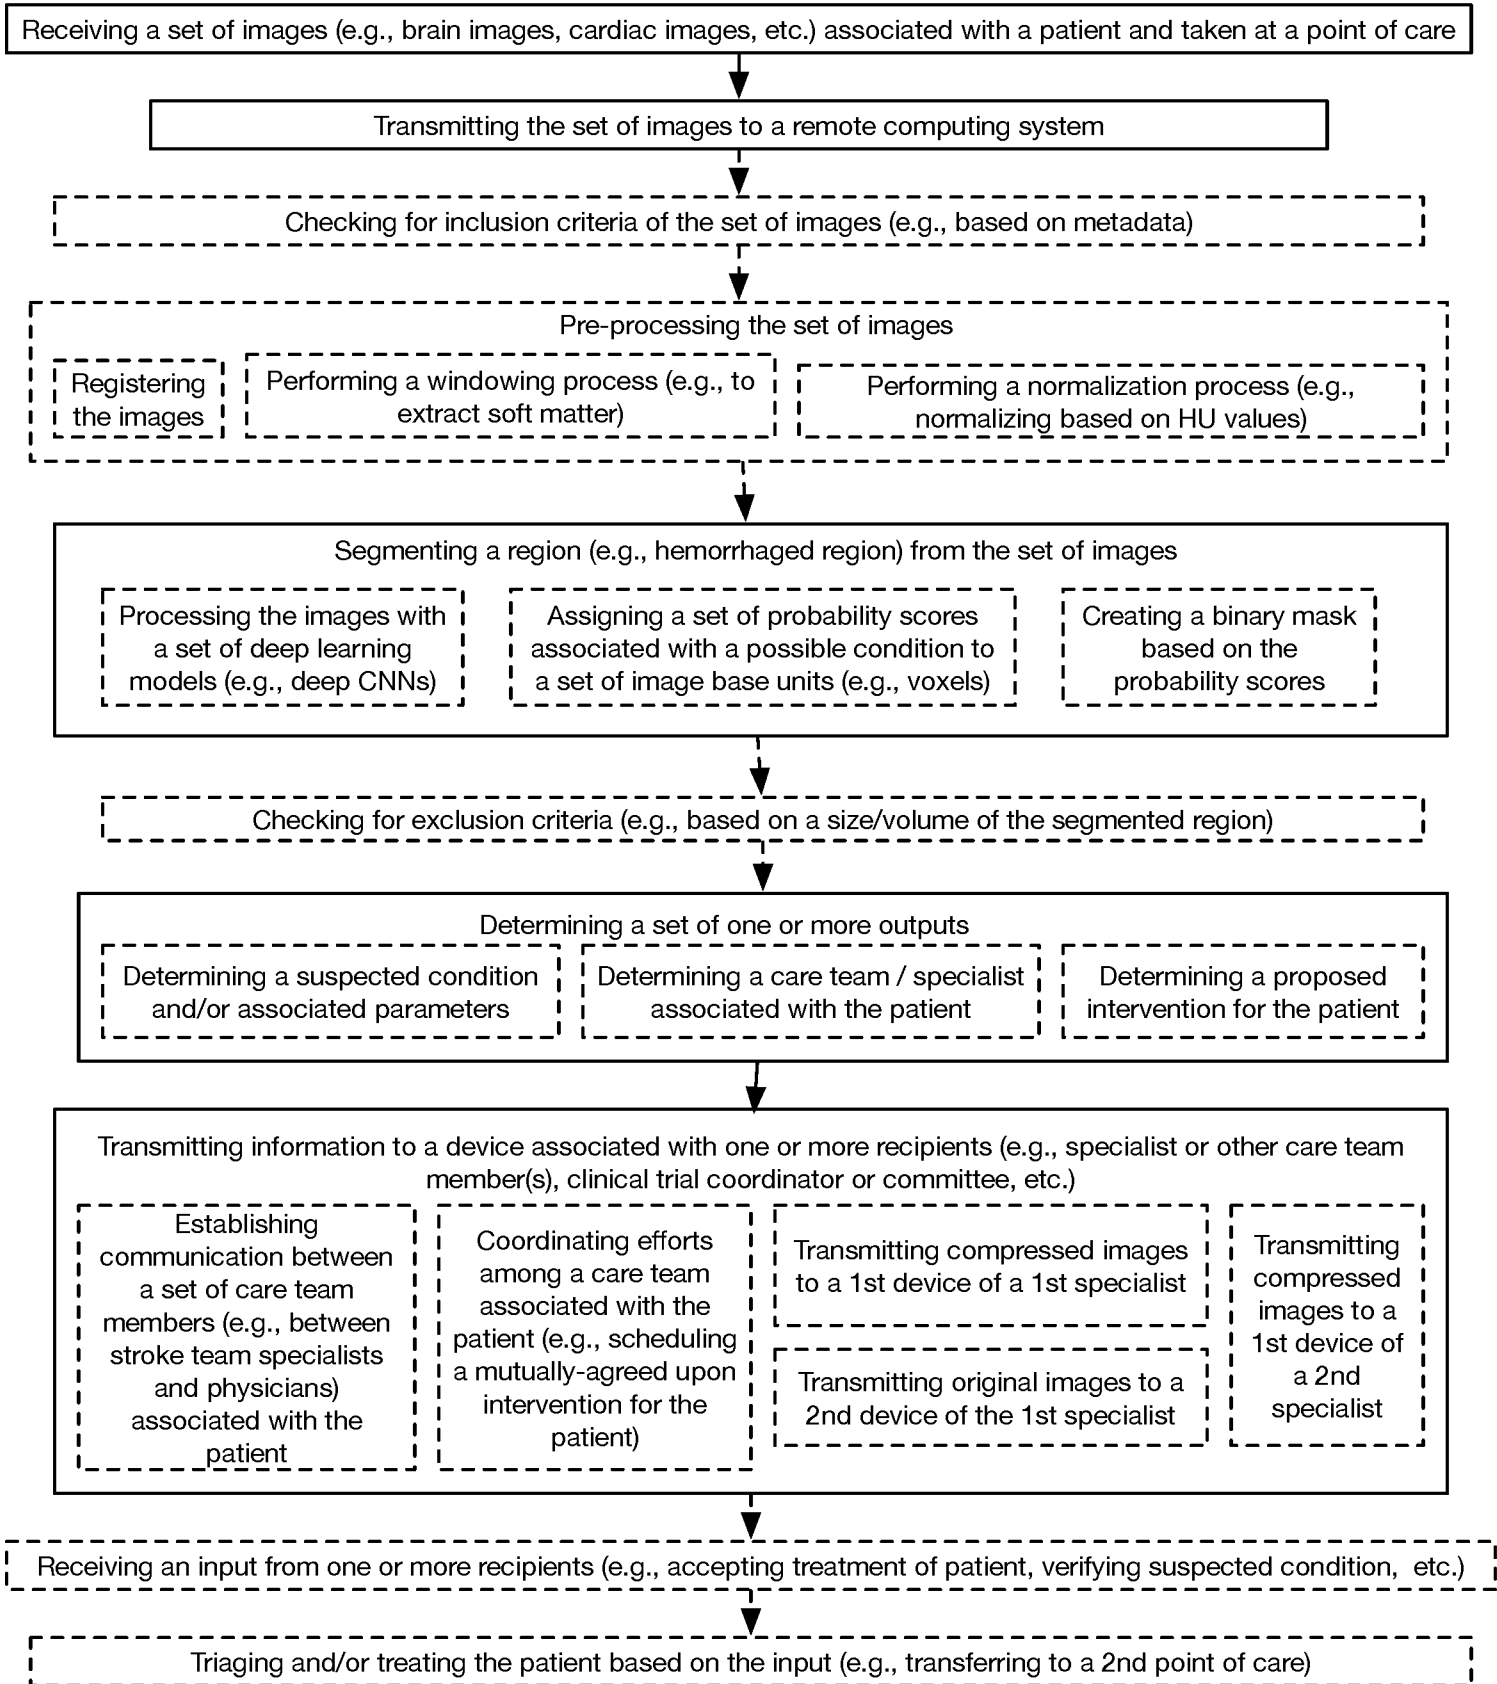 Receiving a set of images (e.g., brain images, cardiac images, etc.) associated with a patient and taken at a point of care
Transmitting the set of images to a remote computing system
Checking for inclusion criteria of the set of images (e.g., based on metadata)
Pre-processing the set of images
Registering
the images
Performing a windowing process (e.g., to
extract soft matter)
Performing a normalization process (e.g.,
normalizing based on HU values)
Segmenting a region (e.g., hemorrhaged region) from the set of images
Processing the images with
a set of deep learning
models (e.g., deep CNNs)
Assigning a set of probability scores
associated with a possible condition to
a set of image base units (e.g., voxels)
Creating a binary mask
based on the
probability scores
Checking for exclusion criteria (e.g., based on a size/volume of the segmented region)
Determining a set of one or more outputs
Determining a suspected condition
and/or associated parameters
Determining a care team / specialist
associated with the patient
Determining a proposed
intervention for the patient
Transmitting information to a device associated with one or more recipients (e.g., specialist or other care team
member(s), clinical trial coordinator or committee, etc.)
Establishing
communication between
a set of care team
members (e.g., between
stroke team specialists
and physicians)
associated with the
patient
Coordinating efforts
among a care team
associated with the
patient (e.g., scheduling
a mutually-agreed upon
intervention for the
patient)
Transmitting compressed images
to a 1st device of a 1st specialist
Transmitting original images to a
2nd device of the 1st specialist
Transmitting
compressed
images to a
1st device of
a 2nd
specialist
Receiving an input from one or more recipients (e.g., accepting treatment of patient, verifying suspected condition, etc.)
Triaging and/or treating the patient based on the input (e.g., transferring to a 2nd point of care)